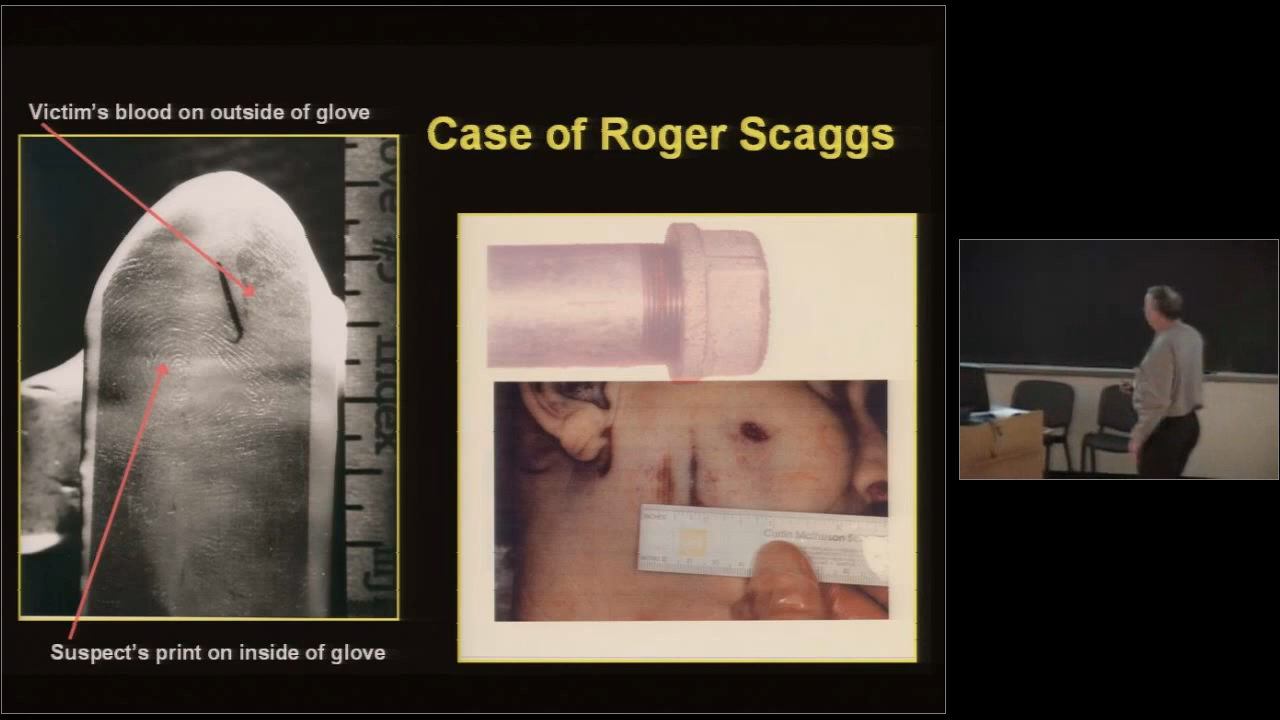 Victim's blood on outside of glove
Case of Roger Scaggs
Suspect's print on inside of glove